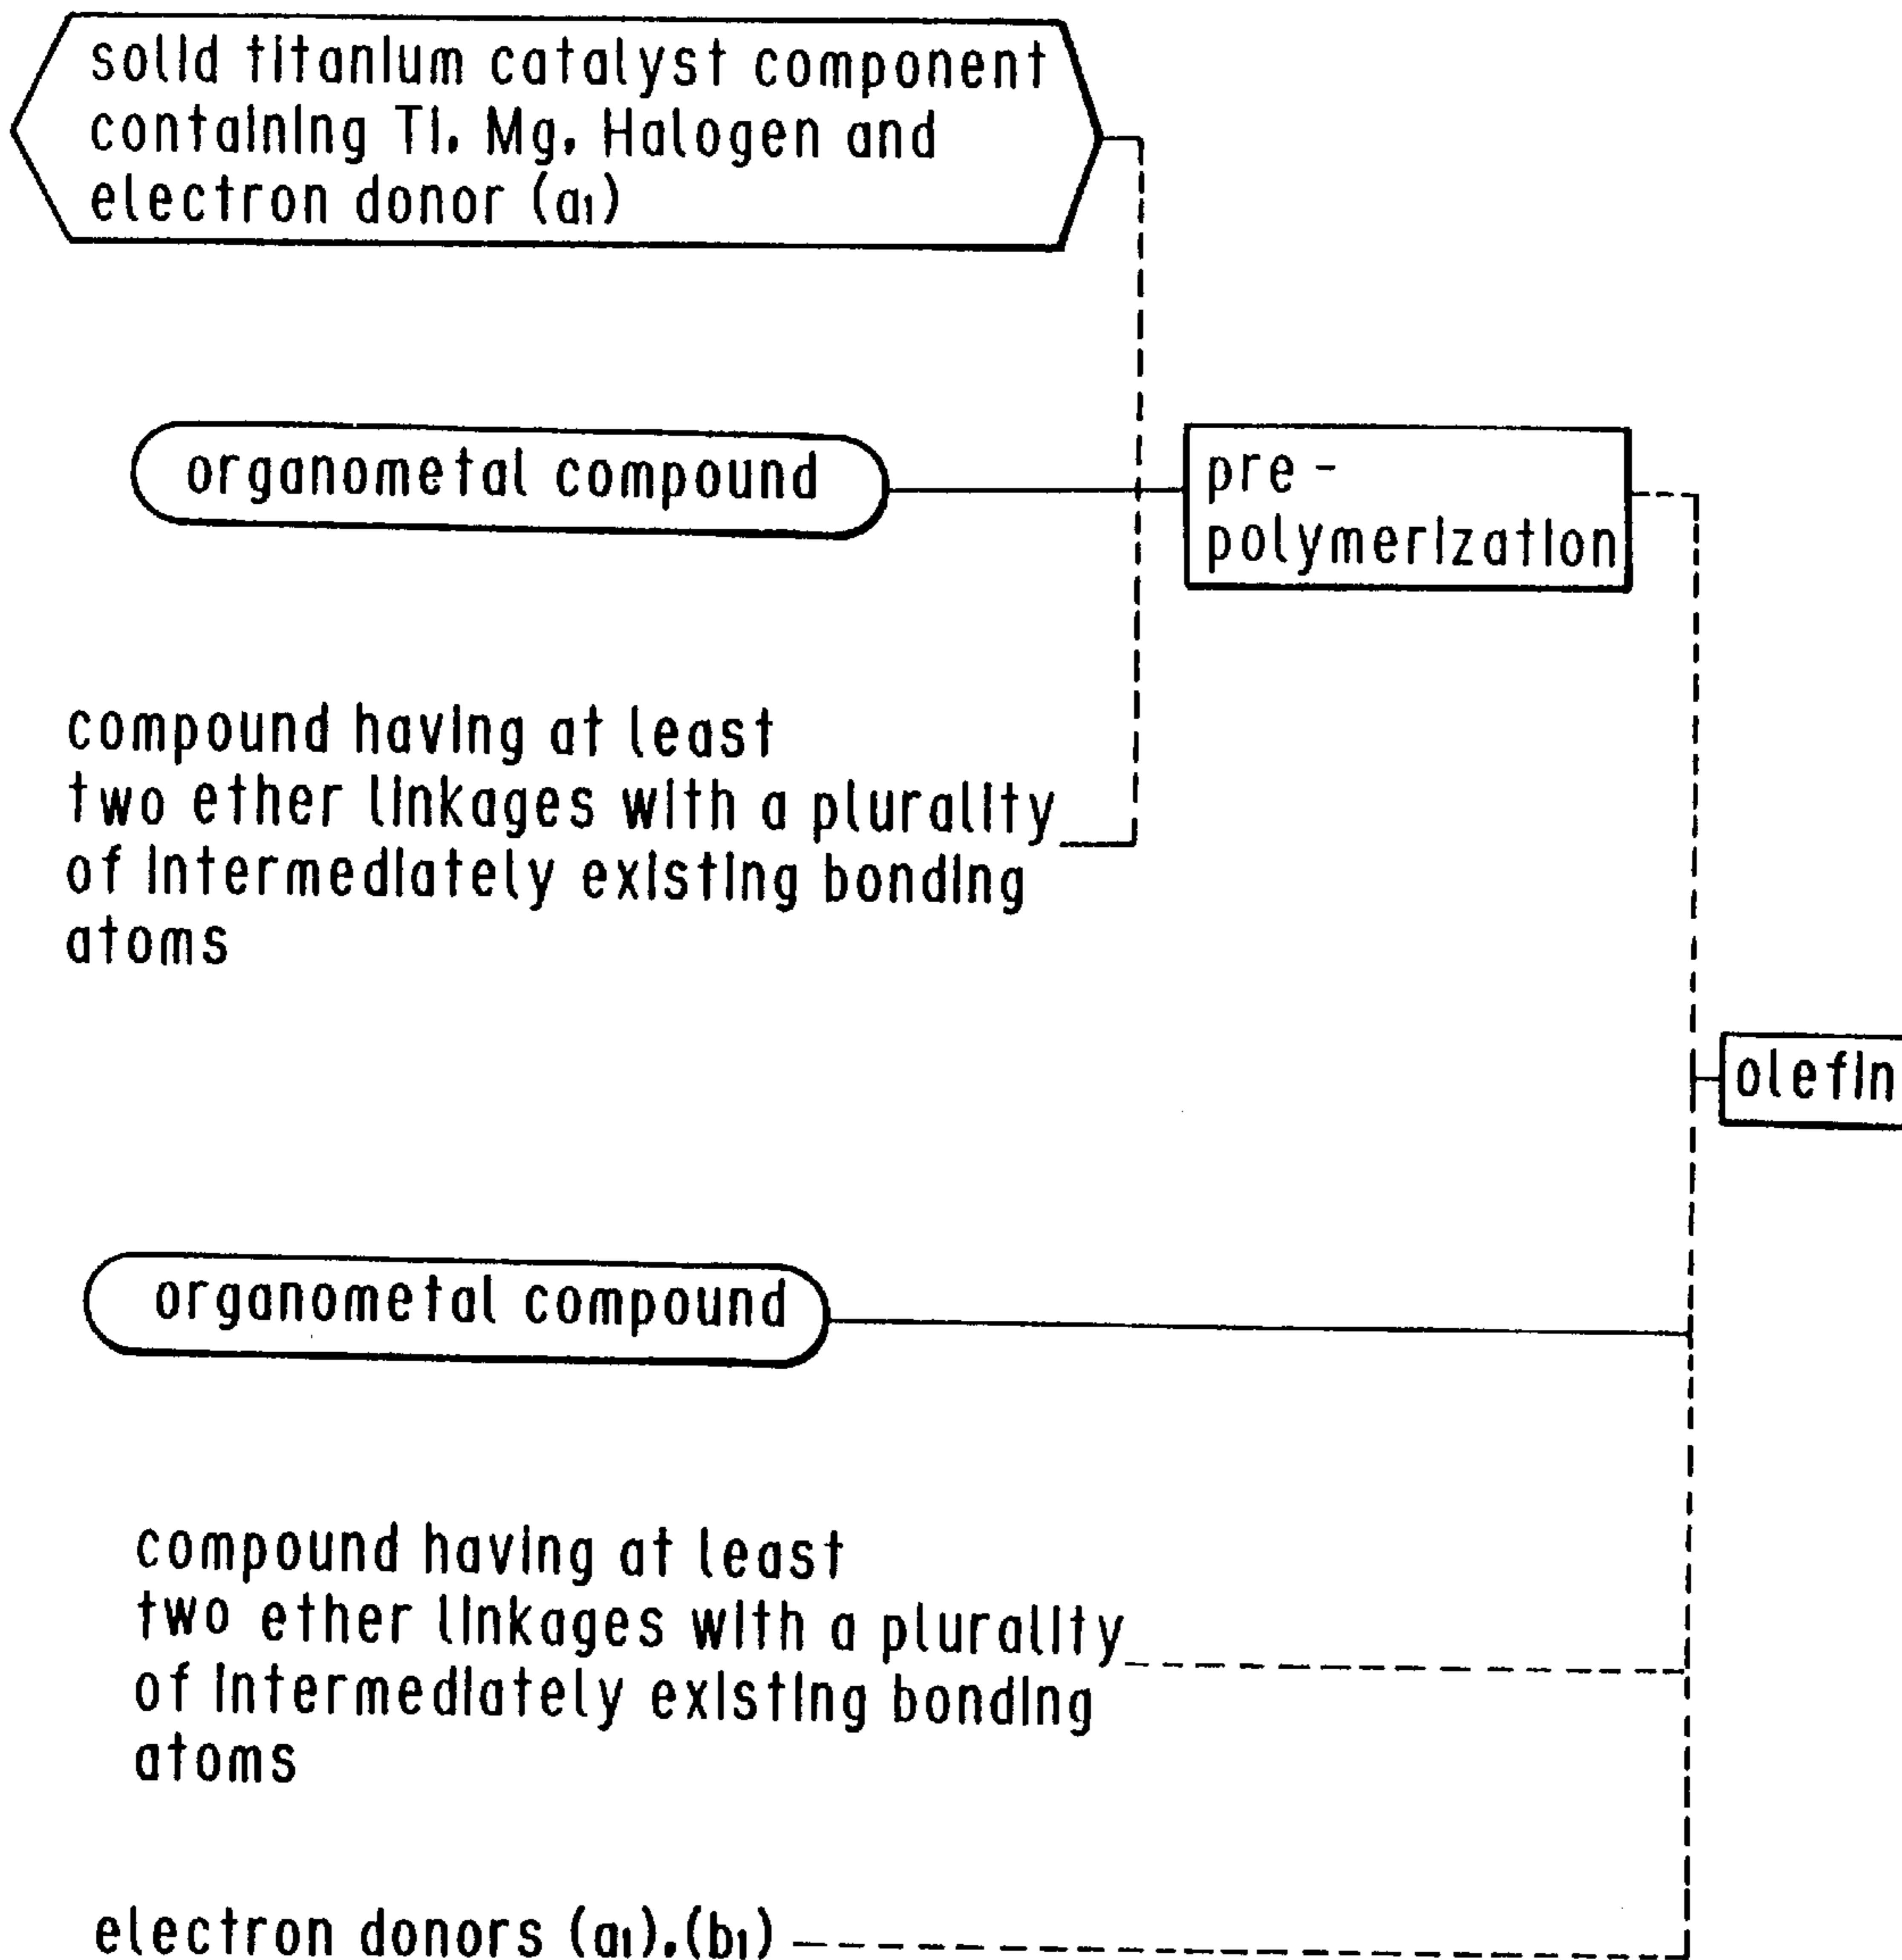 solid titanium catalyst component
containing Ti, Mg, Halogen and
electron donor (a1)
organometal compound
pre-
polymerization
compound having at least
two ether linkages with a plurality
of intermediately existing bonding
atoms
olefin
organometal compound
compound having at least
two ether linkages with a plurality
of intermediately existing bonding
atoms
electron donors (a1),(b1)